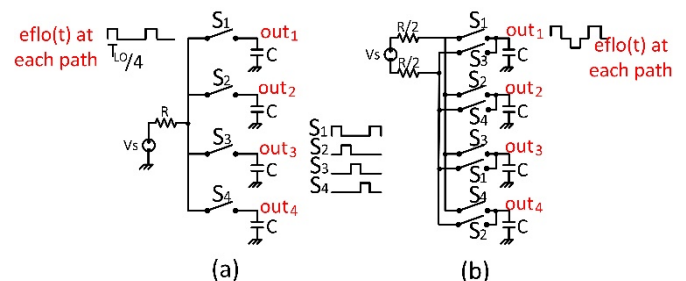 eflo(t) at
each path
T_LO/4
S1
out1
C
S2
out2
C
R
Vs
S3
out3
C
S4
out4
C
S1
S2
S3
S4
(a)
R/2
Vs
R/2
S1
out1
S3
C
S2
out2
S4
C
S3
out3
S1
C
S4
out4
S2
C
eflo(t) at
each path
(b)